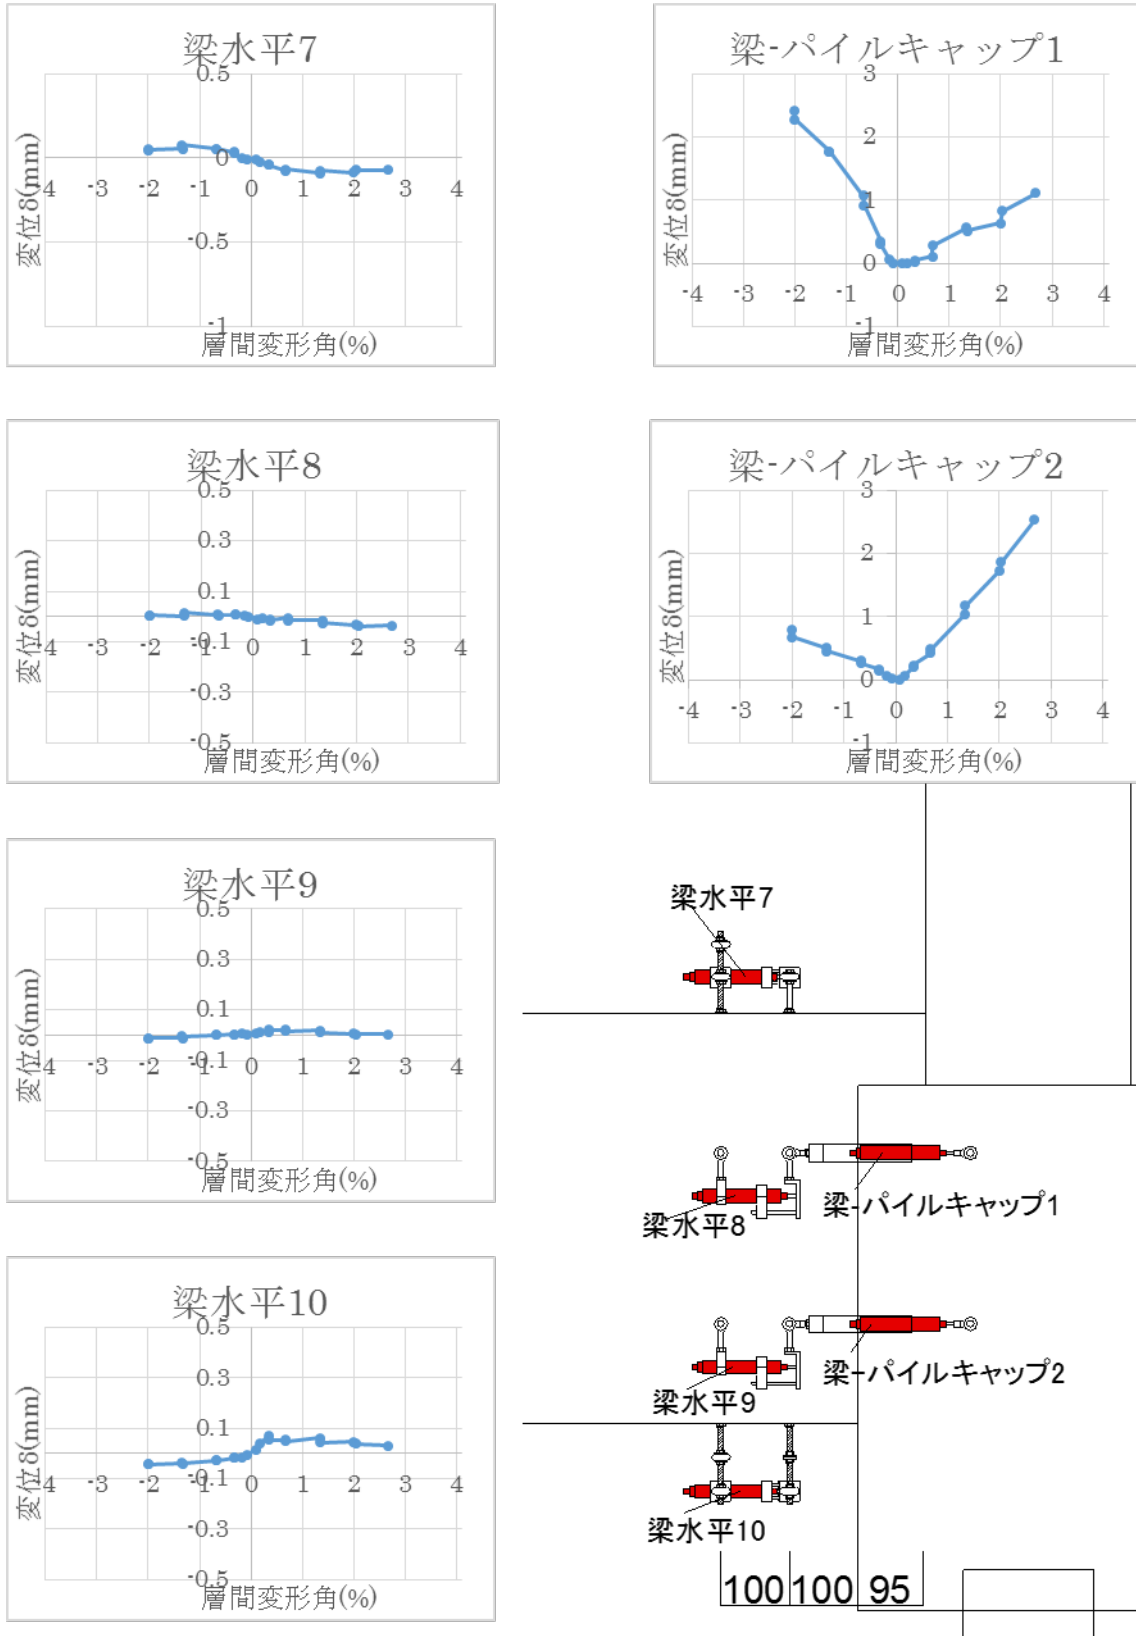 梁水平7
0.5
0
-0.5
-1
-4 -3 -2 -1 0 1 2 3 4
変位δ(mm)
層間変形角(%)
梁-パイルキャップ1
3
2
1
0
-1
-4 -3 -2 -1 0 1 2 3 4
変位δ(mm)
層間変形角(%)
梁水平8
0.5
0.3
0.1
-0.1
-0.3
-0.5
-4 -3 -2 -1 0 1 2 3 4
変位δ(mm)
層間変形角(%)
梁-パイルキャップ2
3
2
1
0
-1
-4 -3 -2 -1 0 1 2 3 4
変位δ(mm)
層間変形角(%)
梁水平9
0.5
0.3
0.1
-0.1
-0.3
-0.5
-4 -3 -2 -1 0 1 2 3 4
変位δ(mm)
層間変形角(%)
梁水平10
0.5
0.3
0.1
-0.1
-0.3
-0.5
-4 -3 -2 -1 0 1 2 3 4
変位δ(mm)
層間変形角(%)
梁水平7
梁-パイルキャップ1
梁水平8
梁-パイルキャップ2
梁水平9
梁水平10
100 100 95